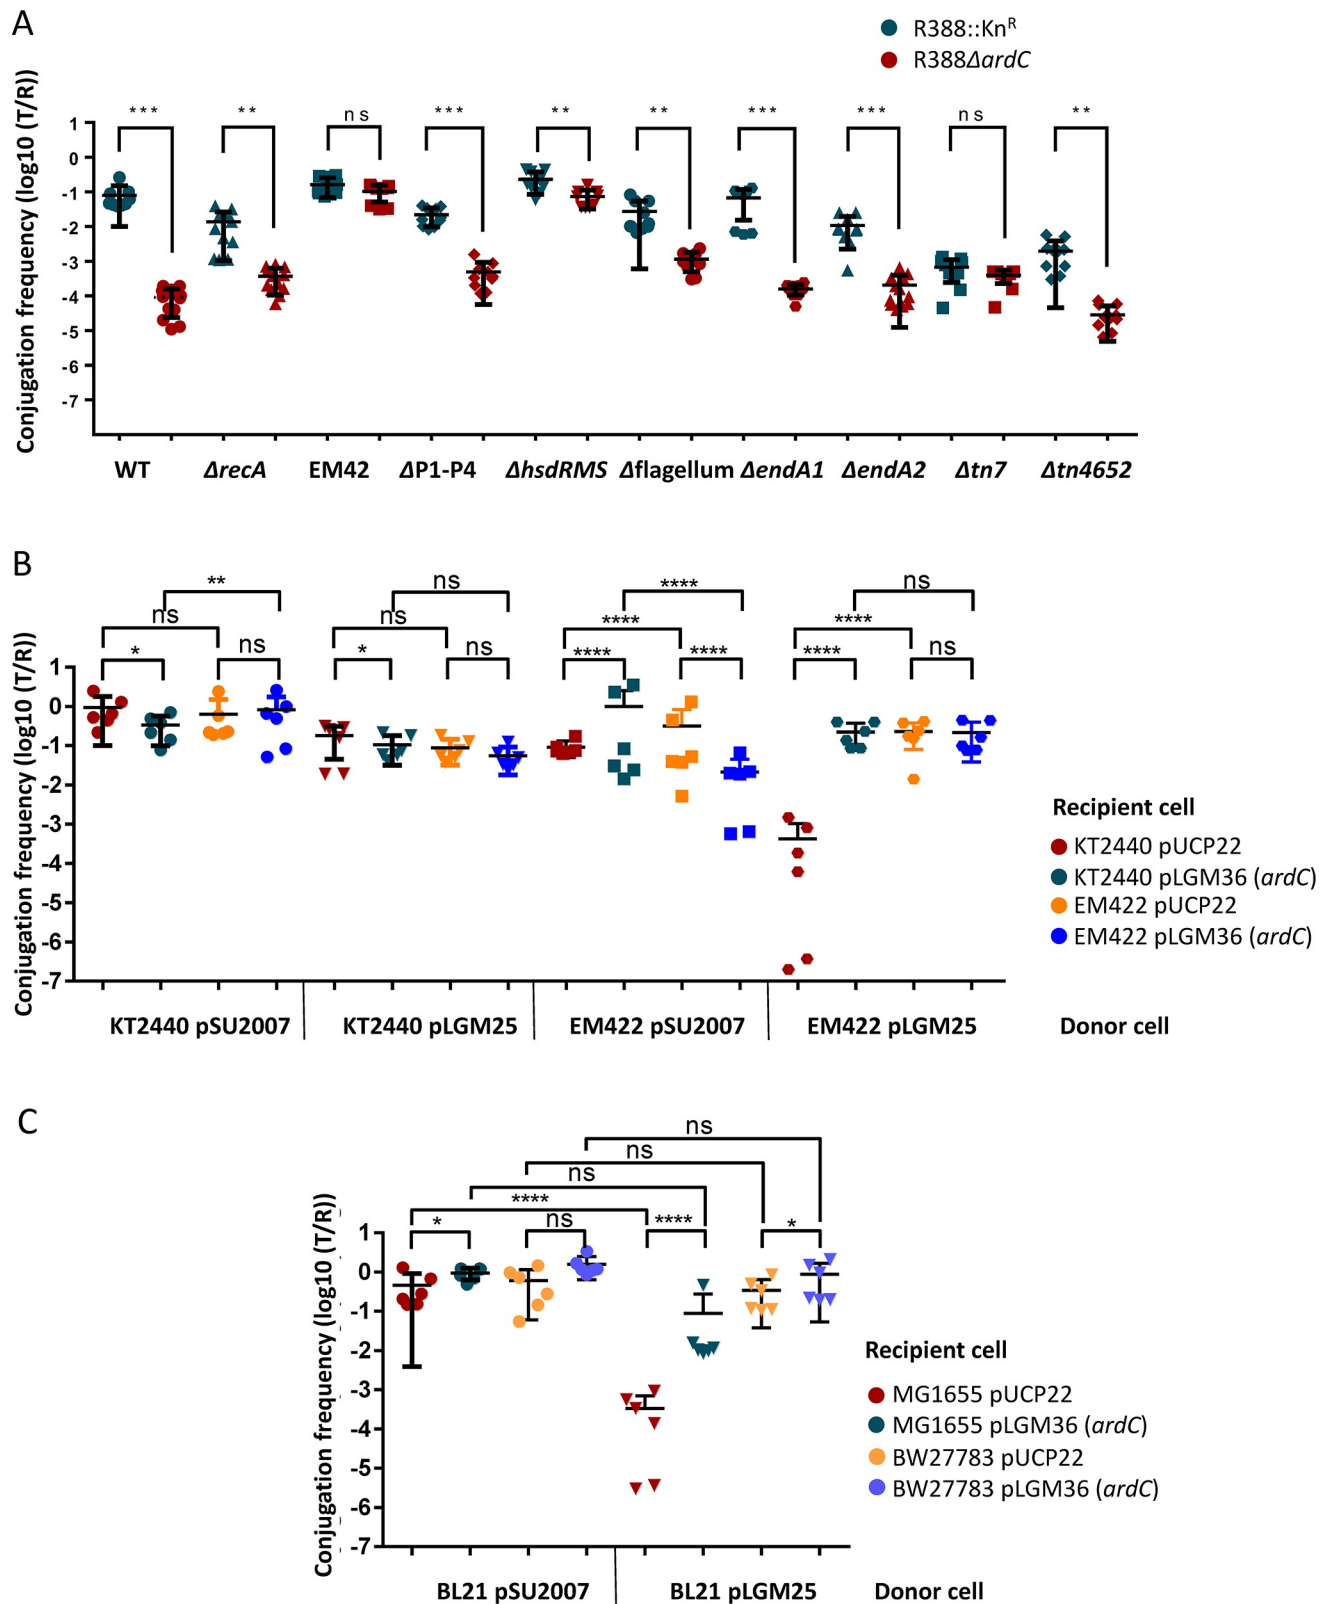 A
R388::Knᴿ
R388ΔardC
Conjugation frequency (log10 (T/R))
*** ** ns *** ** ** *** *** ns **
1
0
-1
-2
-3
-4
-5
-6
-7
WT ΔrecA EM42 ΔP1-P4 ΔhsdRMS Δflagellum ΔendA1 ΔendA2 Δtn7 Δtn4652
B
Conjugation frequency (log10 (T/R))
** ns **** ns
ns ns **** ****
* ns * ns **** **** **** ns
1
0
-1
-2
-3
-4
-5
-6
-7
KT2440 pSU2007 KT2440 pLGM25 EM422 pSU2007 EM422 pLGM25 Donor cell
Recipient cell
KT2440 pUCP22
KT2440 pLGM36 (ardC)
EM422 pUCP22
EM422 pLGM36 (ardC)
C
Conjugation frequency (log10 (T/R))
ns
ns
ns
****
* ns **** *
1
0
-1
-2
-3
-4
-5
-6
-7
BL21 pSU2007 BL21 pLGM25 Donor cell
Recipient cell
MG1655 pUCP22
MG1655 pLGM36 (ardC)
BW27783 pUCP22
BW27783 pLGM36 (ardC)